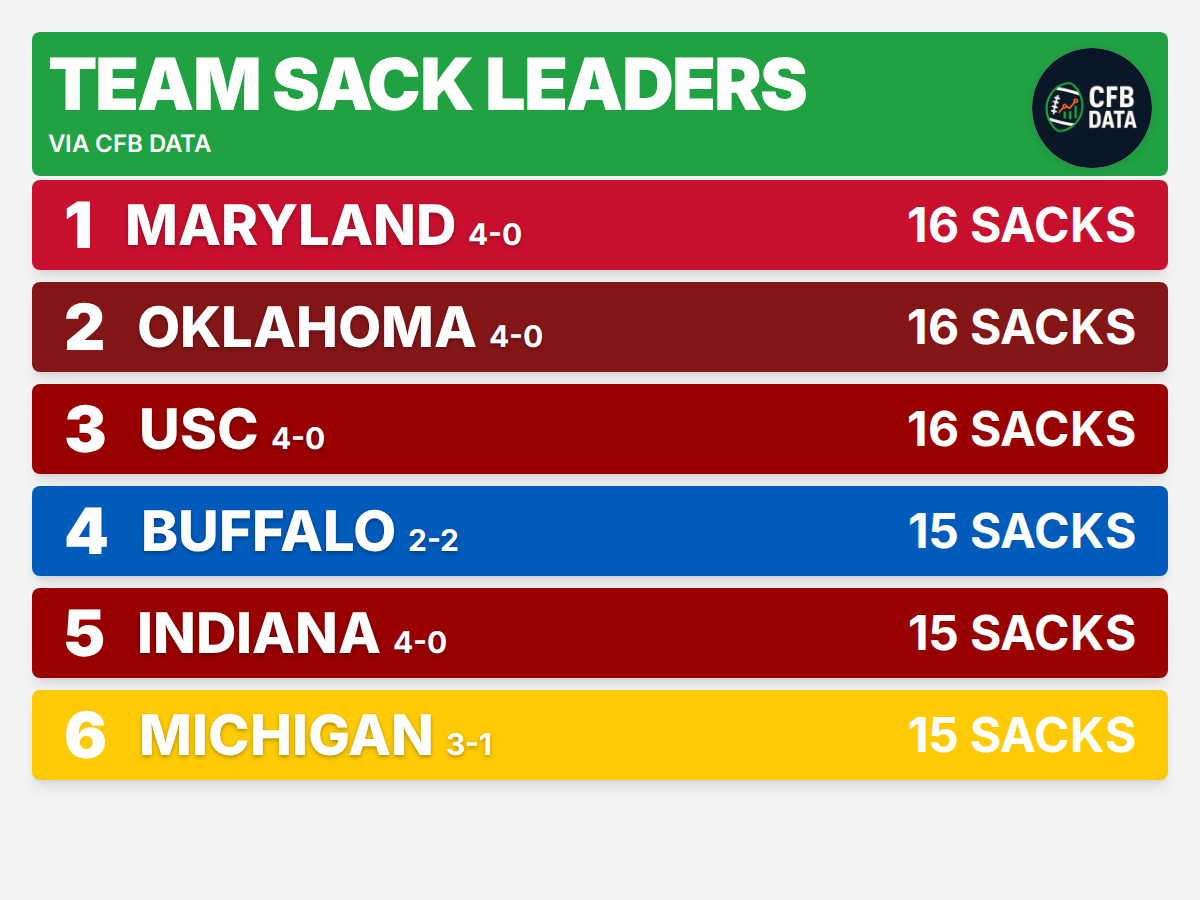 TEAM SACK LEADERS
VIA CFB DATA
CFB
DATA
1 MARYLAND 4-0 16 SACKS
2 OKLAHOMA 4-0 16 SACKS
3 USC 4-0 16 SACKS
4 BUFFALO 2-2 15 SACKS
5 INDIANA 4-0 15 SACKS
6 MICHIGAN 3-1 15 SACKS